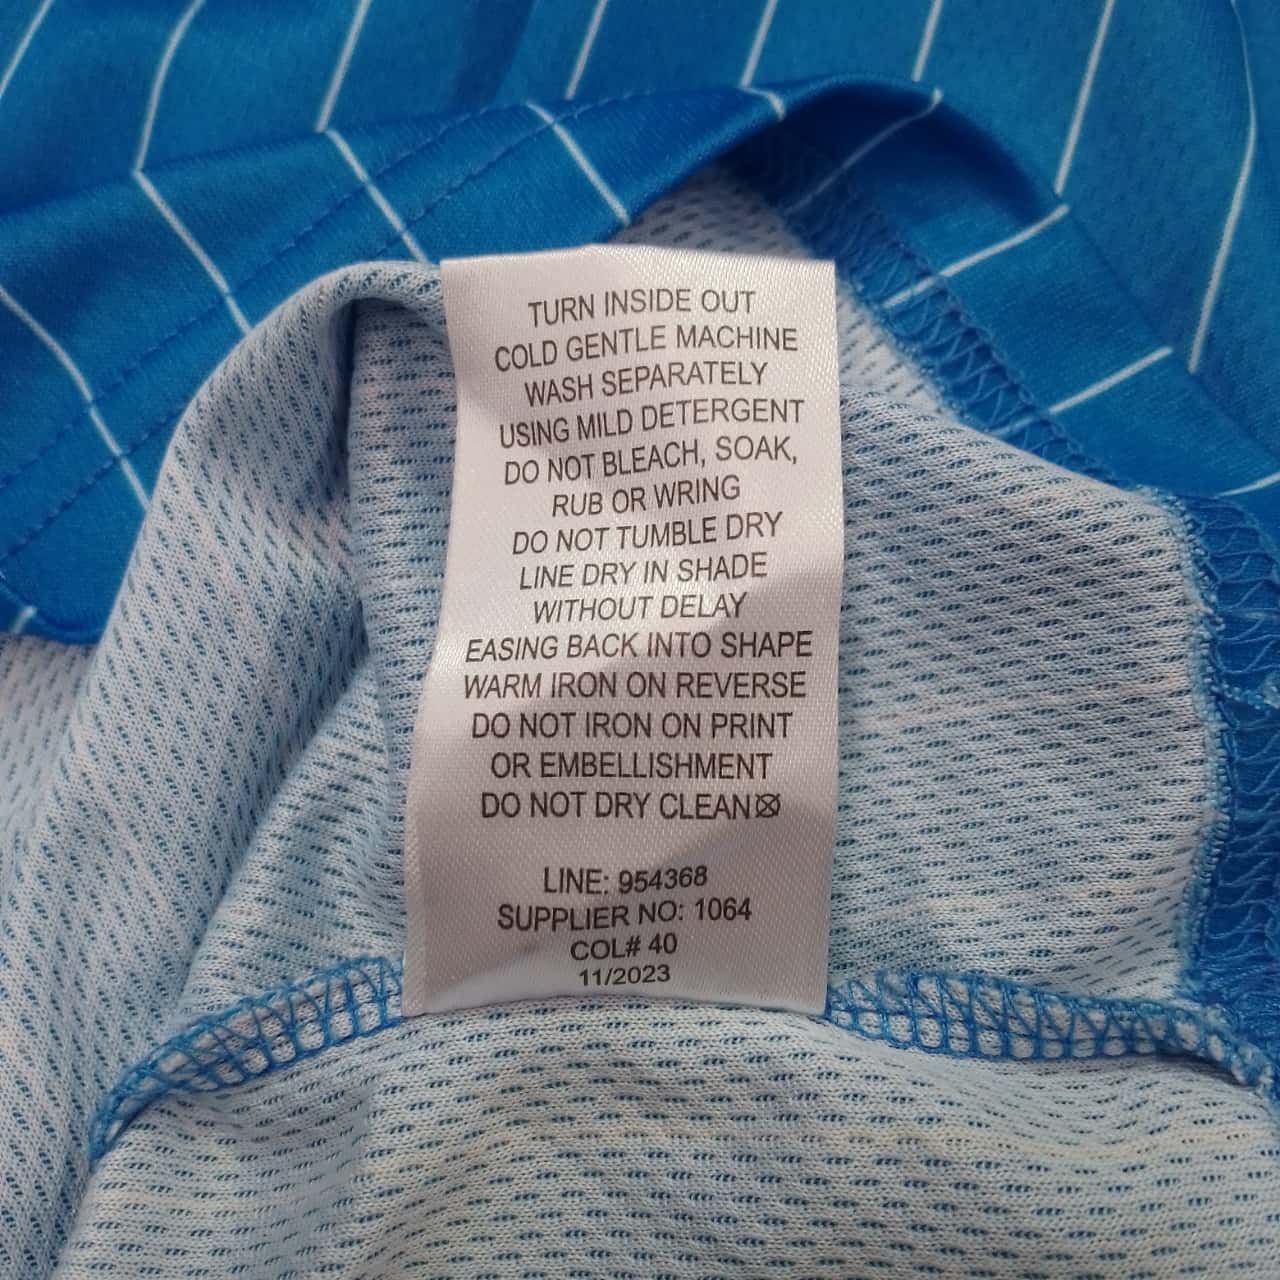 TURN INSIDE OUT
COLD GENTLE MACHINE
WASH SEPARATELY
USING MILD DETERGENT
DO NOT BLEACH, SOAK,
RUB OR WRING
DO NOT TUMBLE DRY
LINE DRY IN SHADE
WITHOUT DELAY
EASING BACK INTO SHAPE
WARM IRON ON REVERSE
DO NOT IRON ON PRINT
OR EMBELLISHMENT
DO NOT DRY CLEAN
LINE: 954368
SUPPLIER NO: 1064
COL# 40
11/2023